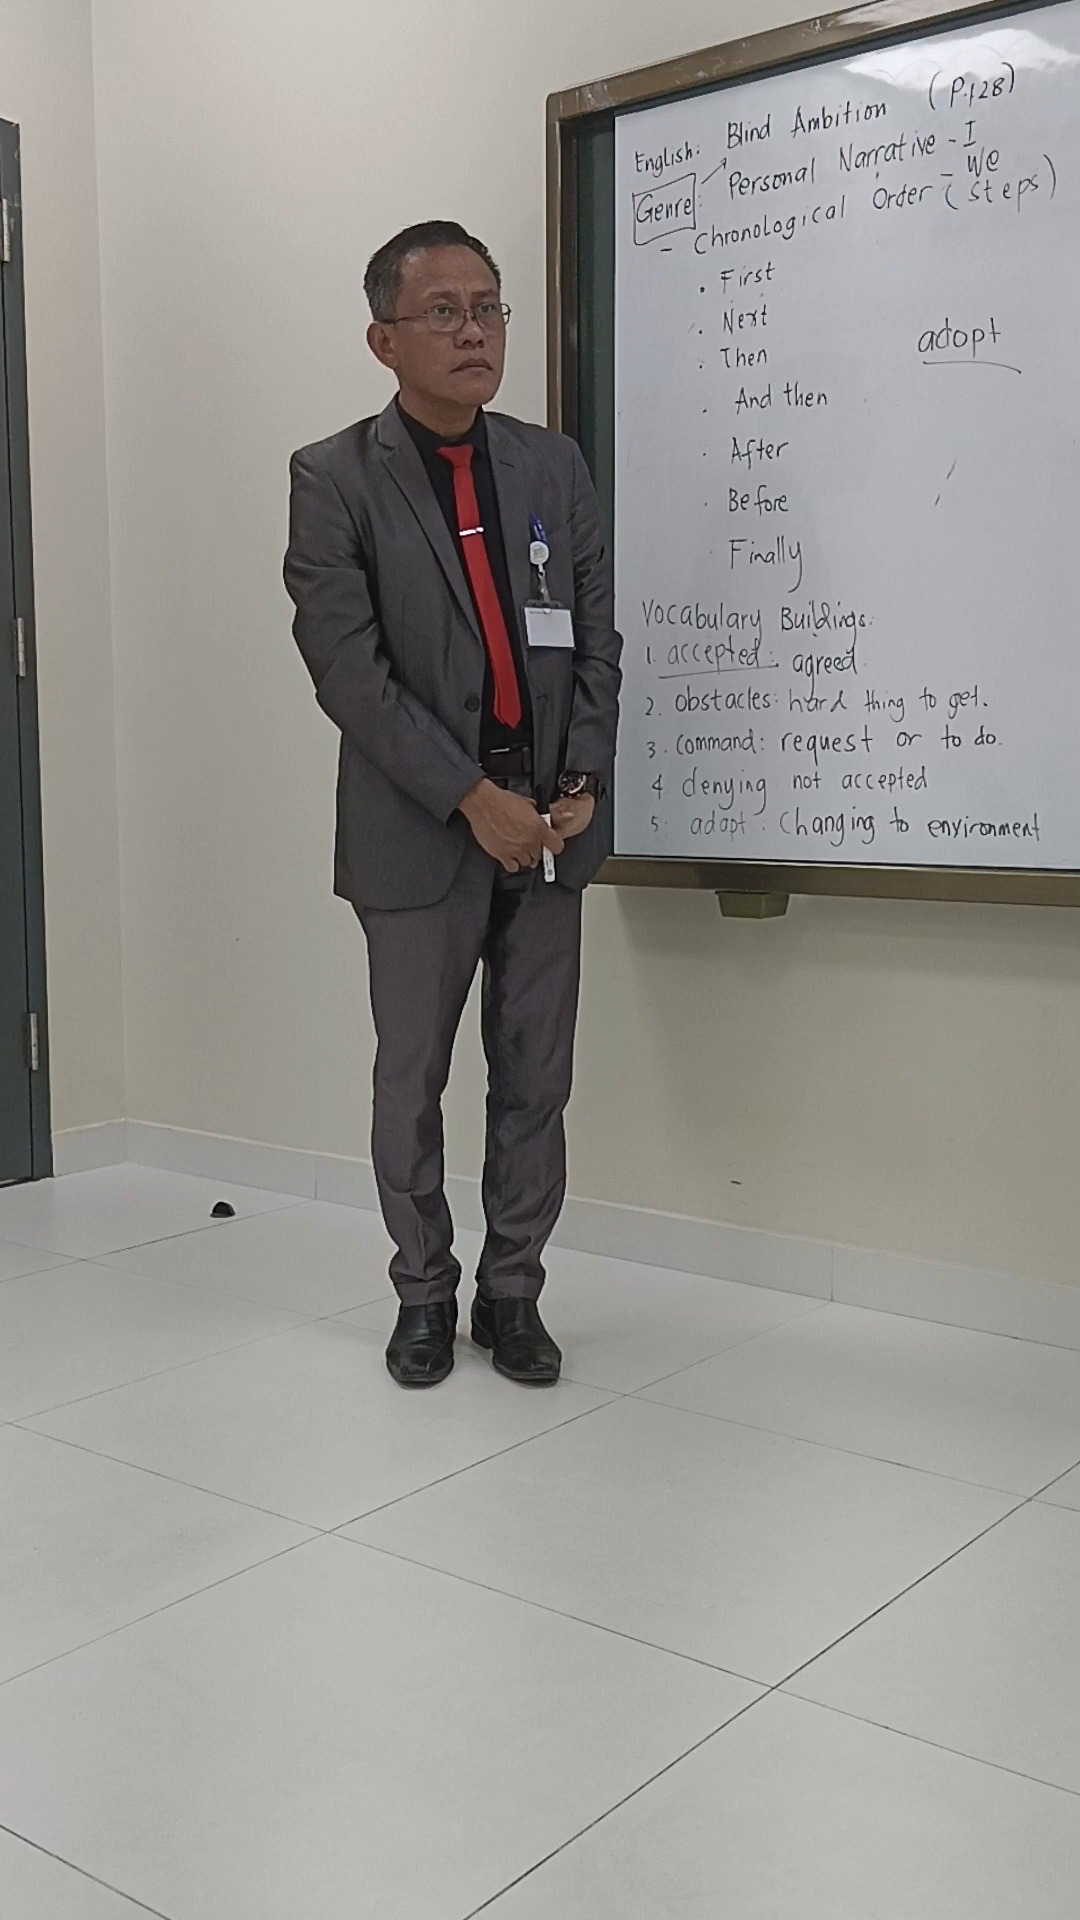 English: Blind Ambition (P.128)
Genre: Personal Narrative - I
- We
- Chronological Order (steps)
. First
. Next
. Then
. And then
. After
. Before
. Finally
adopt
Vocabulary Buildings:
1. accepted: agreed.
2. obstacles: hard thing to get.
3. command: request or to do.
4 denying not accepted
5. adapt: Changing to environment